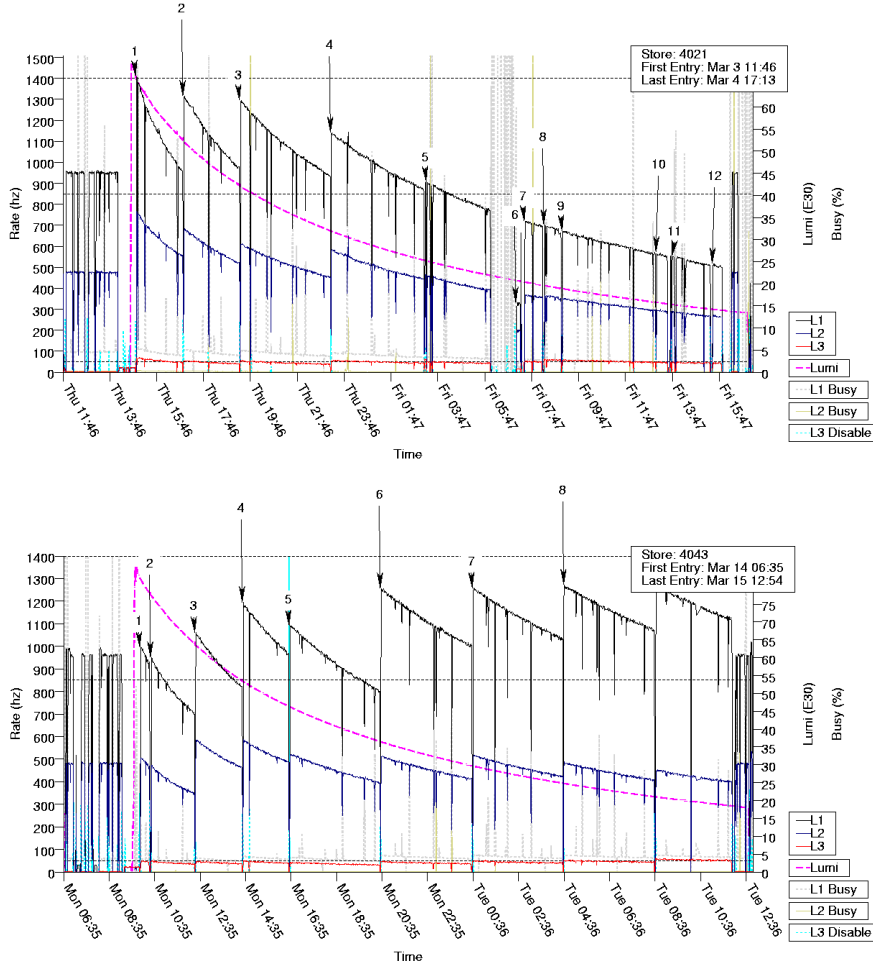 1
2
3
4
5
6
7
8
9
10
11
12
Store: 4021
First Entry: Mar 3 11:46
Last Entry: Mar 4 17:13
1500
1400
1300
1200
1100
1000
900
800
700
600
500
400
300
200
100
0
Rate (hz)
60
55
50
45
40
35
30
25
20
15
10
5
0
Lumi (E30)
Busy (%)
Thu 11:46
Thu 13:46
Thu 15:46
Thu 17:46
Thu 19:46
Thu 21:46
Thu 23:46
Fri 01:47
Fri 03:47
Fri 05:47
Fri 07:47
Fri 09:47
Fri 11:47
Fri 13:47
Fri 15:47
Time
L1
L2
L3
Lumi
L1 Busy
L2 Busy
L3 Disable
1
2
3
4
5
6
7
8
Store: 4043
First Entry: Mar 14 06:35
Last Entry: Mar 15 12:54
1400
1300
1200
1100
1000
900
800
700
600
500
400
300
200
100
0
Rate (hz)
75
70
65
60
55
50
45
40
35
30
25
20
15
10
5
0
Lumi (E30)
Busy (%)
Mon 06:35
Mon 08:35
Mon 10:35
Mon 12:35
Mon 14:35
Mon 16:35
Mon 18:35
Mon 20:35
Mon 22:35
Tue 00:36
Tue 02:36
Tue 04:36
Tue 06:36
Tue 08:36
Tue 10:36
Tue 12:36
Time
L1
L2
L3
Lumi
L1 Busy
L2 Busy
L3 Disable